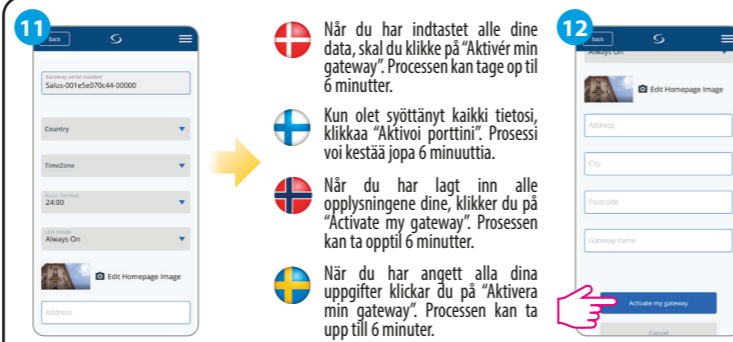 11
Back
Gateway serial number
Salus-001e5e070c44-00000
Country
TimeZone
Hour Format
24:00
LED Mode
Always On
Edit Homepage Image
Address
Når du har indtastet alle dine
data, skal du klikke på “Aktivér min
gateway”. Processen kan tage op til
6 minutter.
Kun olet syöttänyt kaikki tietosi,
klikkaa “Aktivoi porttini”. Prosessi
voi kestää jopa 6 minuuttia.
Når du har lagt inn alle
opplysningene dine, klikker du på
“Activate my gateway”. Prosessen
kan ta opptil 6 minutter.
När du har angett alla dina
uppgifter klickar du på “Aktivera
min gateway”. Processen kan ta
upp till 6 minuter.
12
Back
Always On
Edit Homepage Image
Address
City
Postcode
Gateway name
Activate my gateway
Cancel